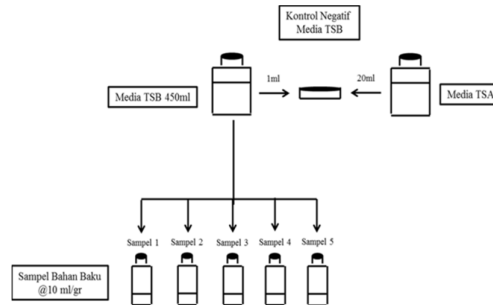 Kontrol Negatif
Media TSB
1ml
20ml
Media TSB 450ml
Media TSA
Sampel 1
Sampel 2
Sampel 3
Sampel 4
Sampel 5
Sampel Bahan Baku
@10 ml/gr